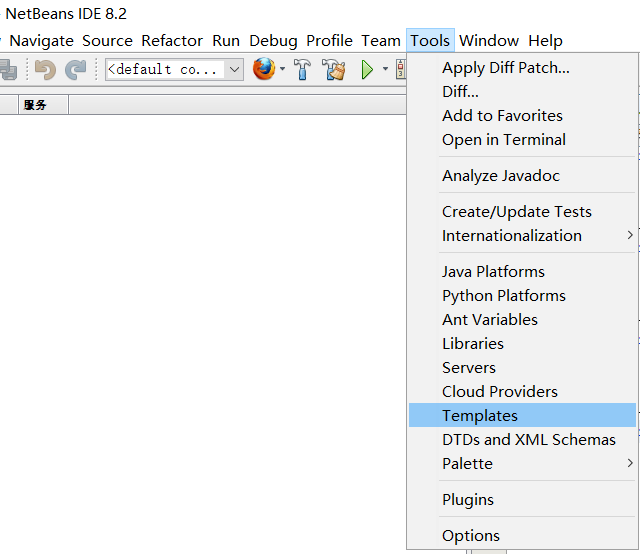 NetBeans IDE 8.2
Navigate Source Refactor Run Debug Profile Team Tools Window Help
<default co...
服务
Apply Diff Patch...
Diff...
Add to Favorites
Open in Terminal
Analyze Javadoc
Create/Update Tests
Internationalization
Java Platforms
Python Platforms
Ant Variables
Libraries
Servers
Cloud Providers
Templates
DTDs and XML Schemas
Palette
Plugins
Options